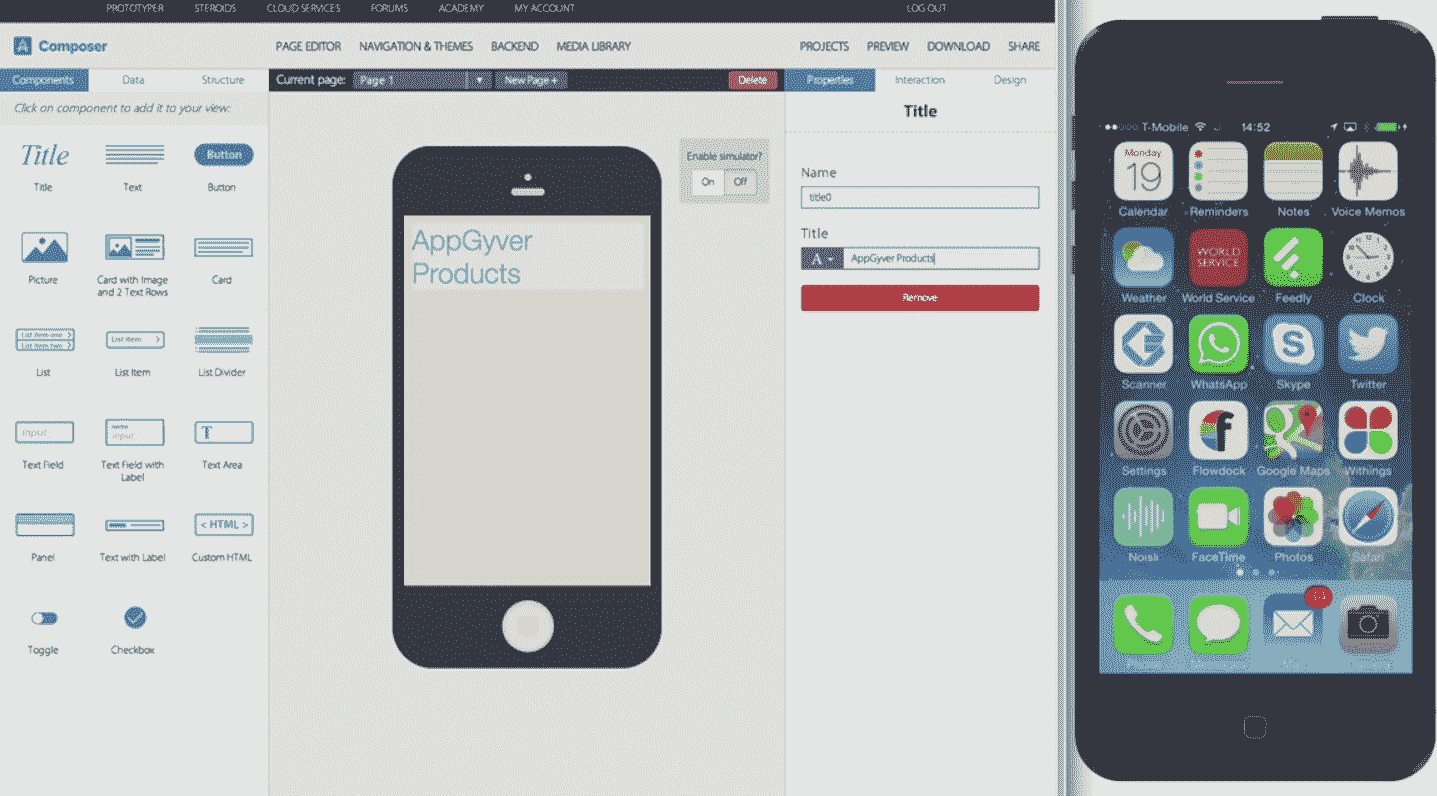 PROTOTYPER STEROIDS CLOUD SERVICES FORUMS ACADEMY MY ACCOUNT LOG OUT
Composer PAGE EDITOR NAVIGATION & THEMES BACKEND MEDIA LIBRARY PROJECTS PREVIEW DOWNLOAD SHARE
Components Data Structure
Current page: Page 1 New Page + Delete
Properties Interaction Design
Click on component to add it to your view:
Title
Title
Text
Button
Button
Picture
Card with Image
and 2 Text Rows
Card
List item one
List item two
List
List Item
List Item
List Divider
input_
Text Field
name
input_
Text Field with
Label
T
Text Area
Panel
Text with Label
< HTML >
Custom HTML
Toggle
Checkbox
Enable simulator?
On Off
AppGyver
Products
Title
Name
title0
Title
A AppGyver Products
Remove
T-Mobile 14:52
Monday
19
Calendar Reminders Notes Voice Memos
WORLD
SERVICE
Weather World Service Feedly Clock
S
Scanner WhatsApp Skype Twitter
f
Settings Flowdock Google Maps Withings
Noisli FaceTime Photos Safari